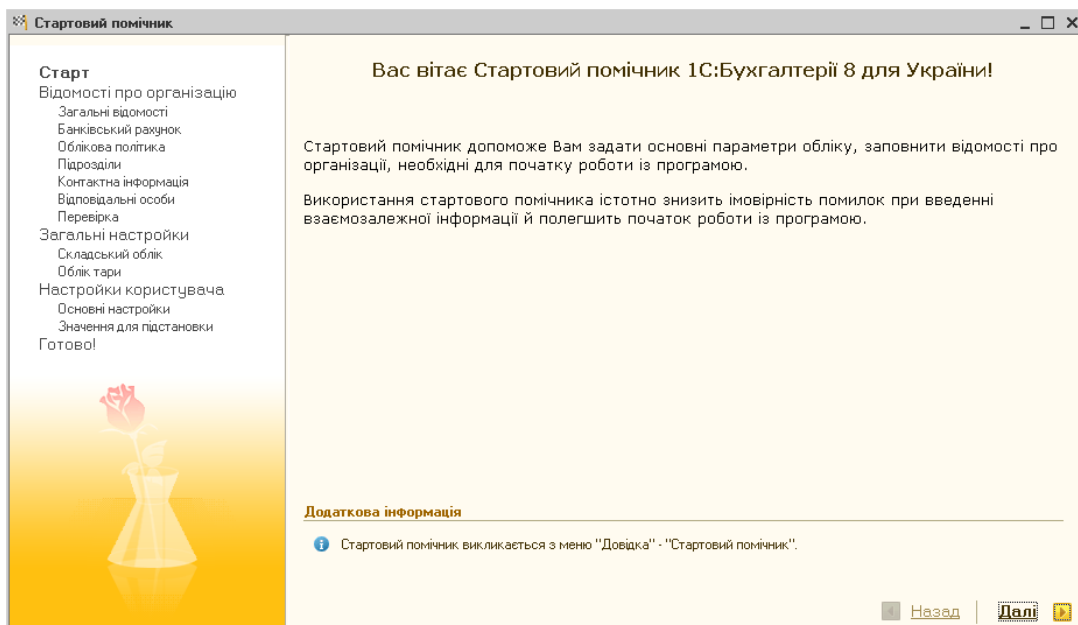 Стартовий помічник
Старт
Відомості про організацію
Загальні відомості
Банківський рахунок
Облікова політика
Підрозділи
Контактна інформація
Відповідальні особи
Перевірка
Загальні настройки
Складський облік
Облік тари
Настройки користувача
Основні настройки
Значення для підстановки
Готово!
Вас вітає Стартовий помічник 1С:Бухгалтерії 8 для України!
Стартовий помічник допоможе Вам задати основні параметри обліку, заповнити відомості про
організації, необхідні для початку роботи із програмою.
Використання стартового помічника істотно знизить імовірність помилок при введенні
взаємозалежної інформації й полегшить початок роботи із програмою.
Додаткова інформація
Стартовий помічник викликається з меню "Довідка" - "Стартовий помічник".
Назад
Далі